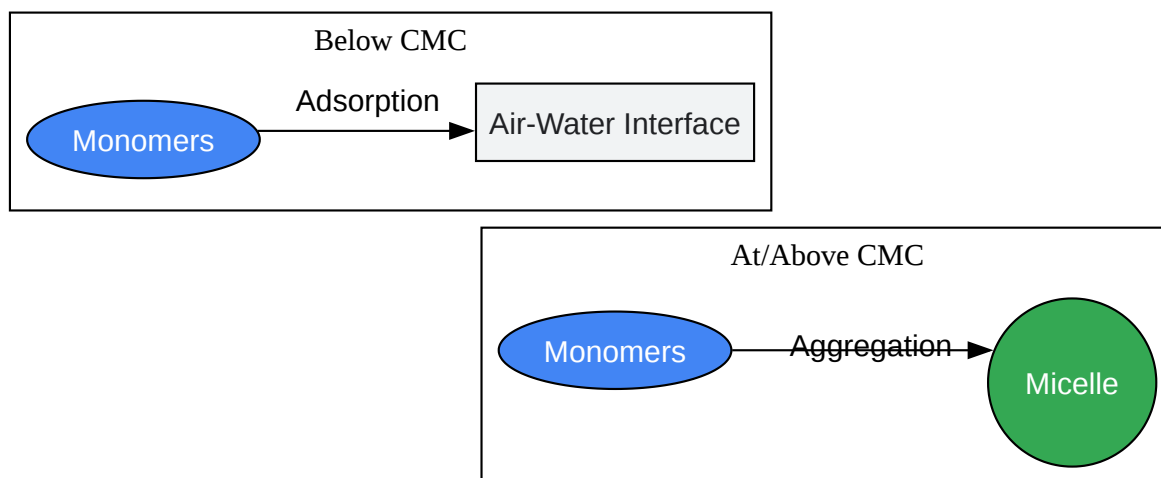 Below CMC
Adsorption
Monomers
Air-Water Interface
At/Above CMC
Monomers
Aggregation
Micelle